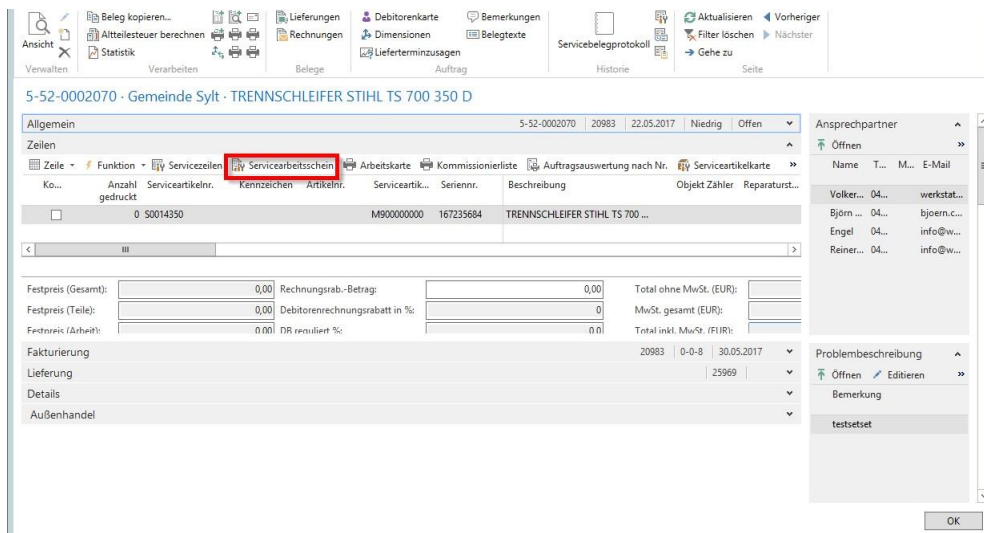 Beleg kopieren... Lieferungen Debitorenkarte Bemerkungen Aktualisieren Vorheriger
Ansicht Altteilesteuer berechnen Rechnungen Dimensionen Belegtexte Servicebelegprotokoll Filter löschen Nächster
Statistik Lieferterminzusagen Gehe zu
Verwalten Verarbeiten Belege Auftrag Historie Seite
5-52-0002070 · Gemeinde Sylt · TRENNSCHLEIFER STIHL TS 700 350 D
Allgemein 5-52-0002070 20983 22.05.2017 Niedrig Offen
Zeilen
Zeile Funktion Servicezeilen Servicearbeitsschein Arbeitskarte Kommissionierliste Auftragsauswertung nach Nr. Serviceartikelkarte »
Ko... Anzahl gedruckt Serviceartikelnr. Kennzeichen Artikelnr. Serviceartik... Seriennr. Beschreibung Objekt Zähler Reparaturst...
0 S0014350 M900000000 167235684 TRENNSCHLEIFER STIHL TS 700 ...
Festpreis (Gesamt): 0,00 Rechnungsrab.-Betrag: 0,00 Total ohne MwSt. (EUR):
Festpreis (Teile): 0,00 Debitorenrechnungsrabatt in %: 0 MwSt. gesamt (EUR):
Festpreis (Arbeit): 0,00 DB reguliert %: 0,0 Total inkl. MwSt. (EUR):
Fakturierung 20983 0-0-8 30.05.2017
Lieferung 25969
Details
Außenhandel
Ansprechpartner
Öffnen »
Name T... M... E-Mail
Volker... 04... werkstat...
Björn ... 04... bjoern.c...
Engel 04... info@w...
Reiner... 04... info@w...
Problembeschreibung
Öffnen Editieren »
Bemerkung
testsetset
OK